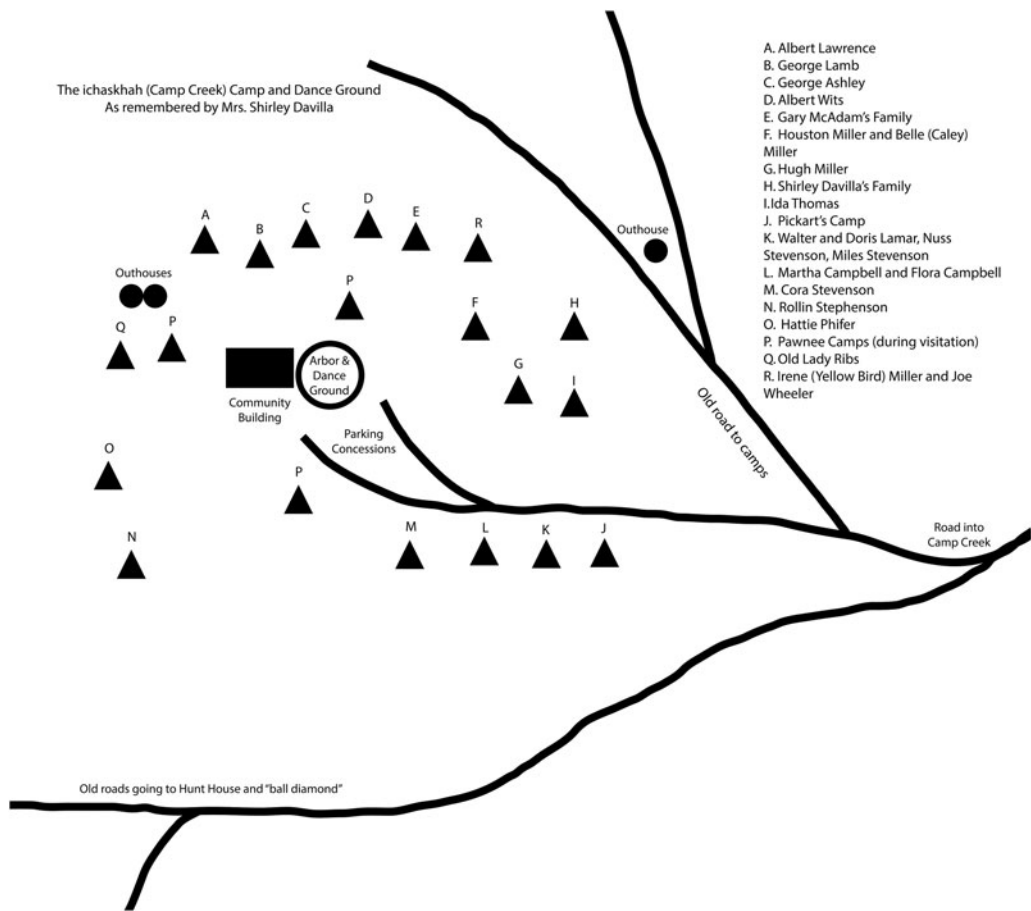 The ichaskhah (Camp Creek) Camp and Dance Ground
As remembered by Mrs. Shirley Davilla
A. Albert Lawrence
B. George Lamb
C. George Ashley
D. Albert Wits
E. Gary McAdam's Family
F. Houston Miller and Belle (Caley)
Miller
G. Hugh Miller
H. Shirley Davilla's Family
I.Ida Thomas
J. Pickart's Camp
K. Walter and Doris Lamar, Nuss
Stevenson, Miles Stevenson
L. Martha Campbell and Flora Campbell
M. Cora Stevenson
N. Rollin Stephenson
O. Hattie Phifer
P. Pawnee Camps (during visitation)
Q. Old Lady Ribs
R. Irene (Yellow Bird) Miller and Joe
Wheeler
A
B
C
D
E
R
Outhouse
Outhouses
P
F
H
Q
P
Arbor &
Dance
Ground
G
I
Community
Building
Parking
Concessions
Old road to camps
O
P
N
M
L
K
J
Road into
Camp Creek
Old roads going to Hunt House and "ball diamond"